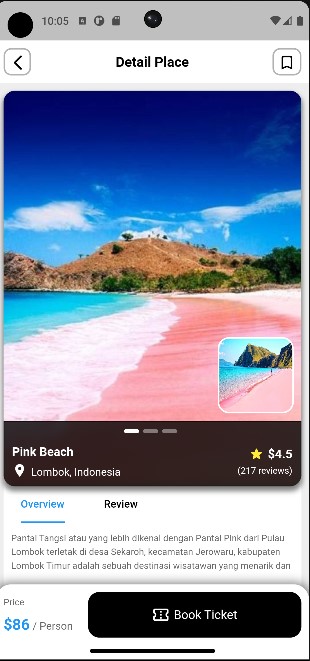 10:05
Detail Place
Pink Beach
$4.5
Lombok, Indonesia
(217 reviews)
Overview
Review
Pantai Tangsi atau yang lebih dikenal dengan Pantai Pink dari Pulau
Lombok terletak di desa Sekaroh, kecamatan Jerowaru, kabupaten
Lombok Timur adalah sebuah destinasi wisatawan yang menarik dan
Price
$86 / Person
Book Ticket